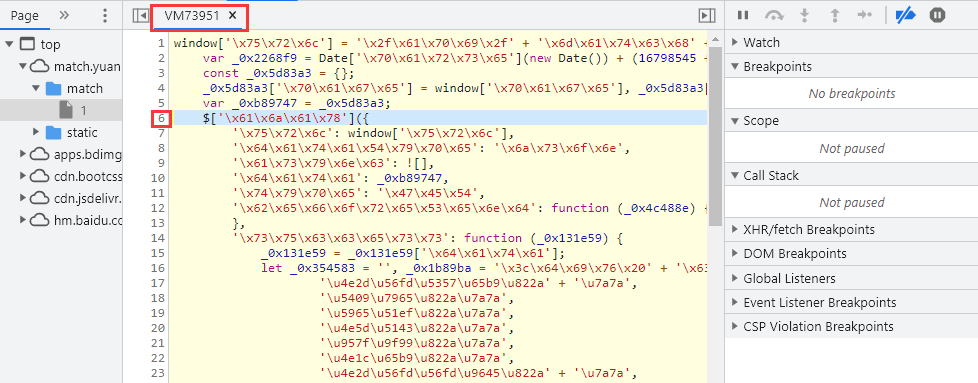 Page
»
VM73951 ×
top
match.yuan
match
1
static
apps.bdimg
cdn.bootcss
cdn.jsdelivr.
hm.baidu.co
1 window['\x75\x72\x6c'] = '\x2f\x61\x70\x69\x2f' + '\x6d\x61\x74\x63\x68' +
2 var _0x2268f9 = Date['\x70\x61\x72\x73\x65'](new Date()) + (16798545 +
3 const _0x5d83a3 = {};
4 _0x5d83a3['\x70\x61\x67\x65'] = window['\x70\x61\x67\x65'], _0x5d83a3[
5 var _0xb89747 = _0x5d83a3;
6 $['\x61\x6a\x61\x78']({
7 '\x75\x72\x6c': window['\x75\x72\x6c'],
8 '\x64\x61\x74\x61\x54\x79\x70\x65': '\x6a\x73\x6f\x6e',
9 '\x61\x73\x79\x6e\x63': ![],
10 '\x64\x61\x74\x61': _0xb89747,
11 '\x74\x79\x70\x65': '\x47\x45\x54',
12 '\x62\x65\x66\x6f\x72\x65\x53\x65\x6e\x64': function (_0x4c488e) {
13 },
14 '\x73\x75\x63\x63\x65\x73\x73': function (_0x131e59) {
15 _0x131e59 = _0x131e59['\x64\x61\x74\x61'];
16 let _0x354583 = '', _0x1b89ba = '\x3c\x64\x69\x76\x20' + '\x63
17 '\u4e2d\u56fd\u5357\u65b9\u822a' + '\u7a7a',
18 '\u5409\u7965\u822a\u7a7a',
19 '\u5965\u51ef\u822a\u7a7a',
20 '\u4e5d\u5143\u822a\u7a7a',
21 '\u957f\u9f99\u822a\u7a7a',
22 '\u4e1c\u65b9\u822a\u7a7a',
23 '\u4e2d\u56fd\u56fd\u9645\u822a' + '\u7a7a',
Watch
Breakpoints
No breakpoints
Scope
Not paused
Call Stack
Not paused
XHR/fetch Breakpoints
DOM Breakpoints
Global Listeners
Event Listener Breakpoints
CSP Violation Breakpoints